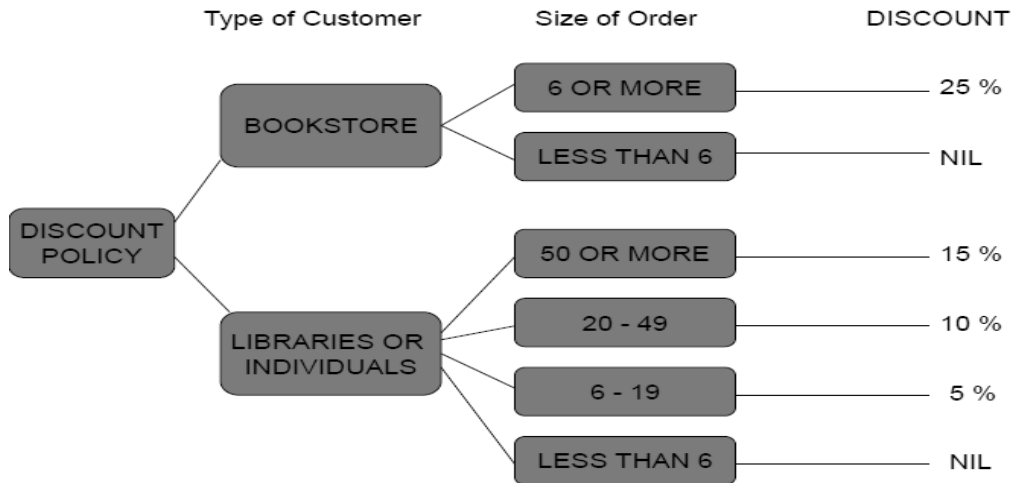 Type of Customer
Size of Order
DISCOUNT
6 OR MORE
25 %
BOOKSTORE
LESS THAN 6
NIL
DISCOUNT
POLICY
50 OR MORE
15 %
20 - 49
10 %
LIBRARIES OR
INDIVIDUALS
6 - 19
5 %
LESS THAN 6
NIL